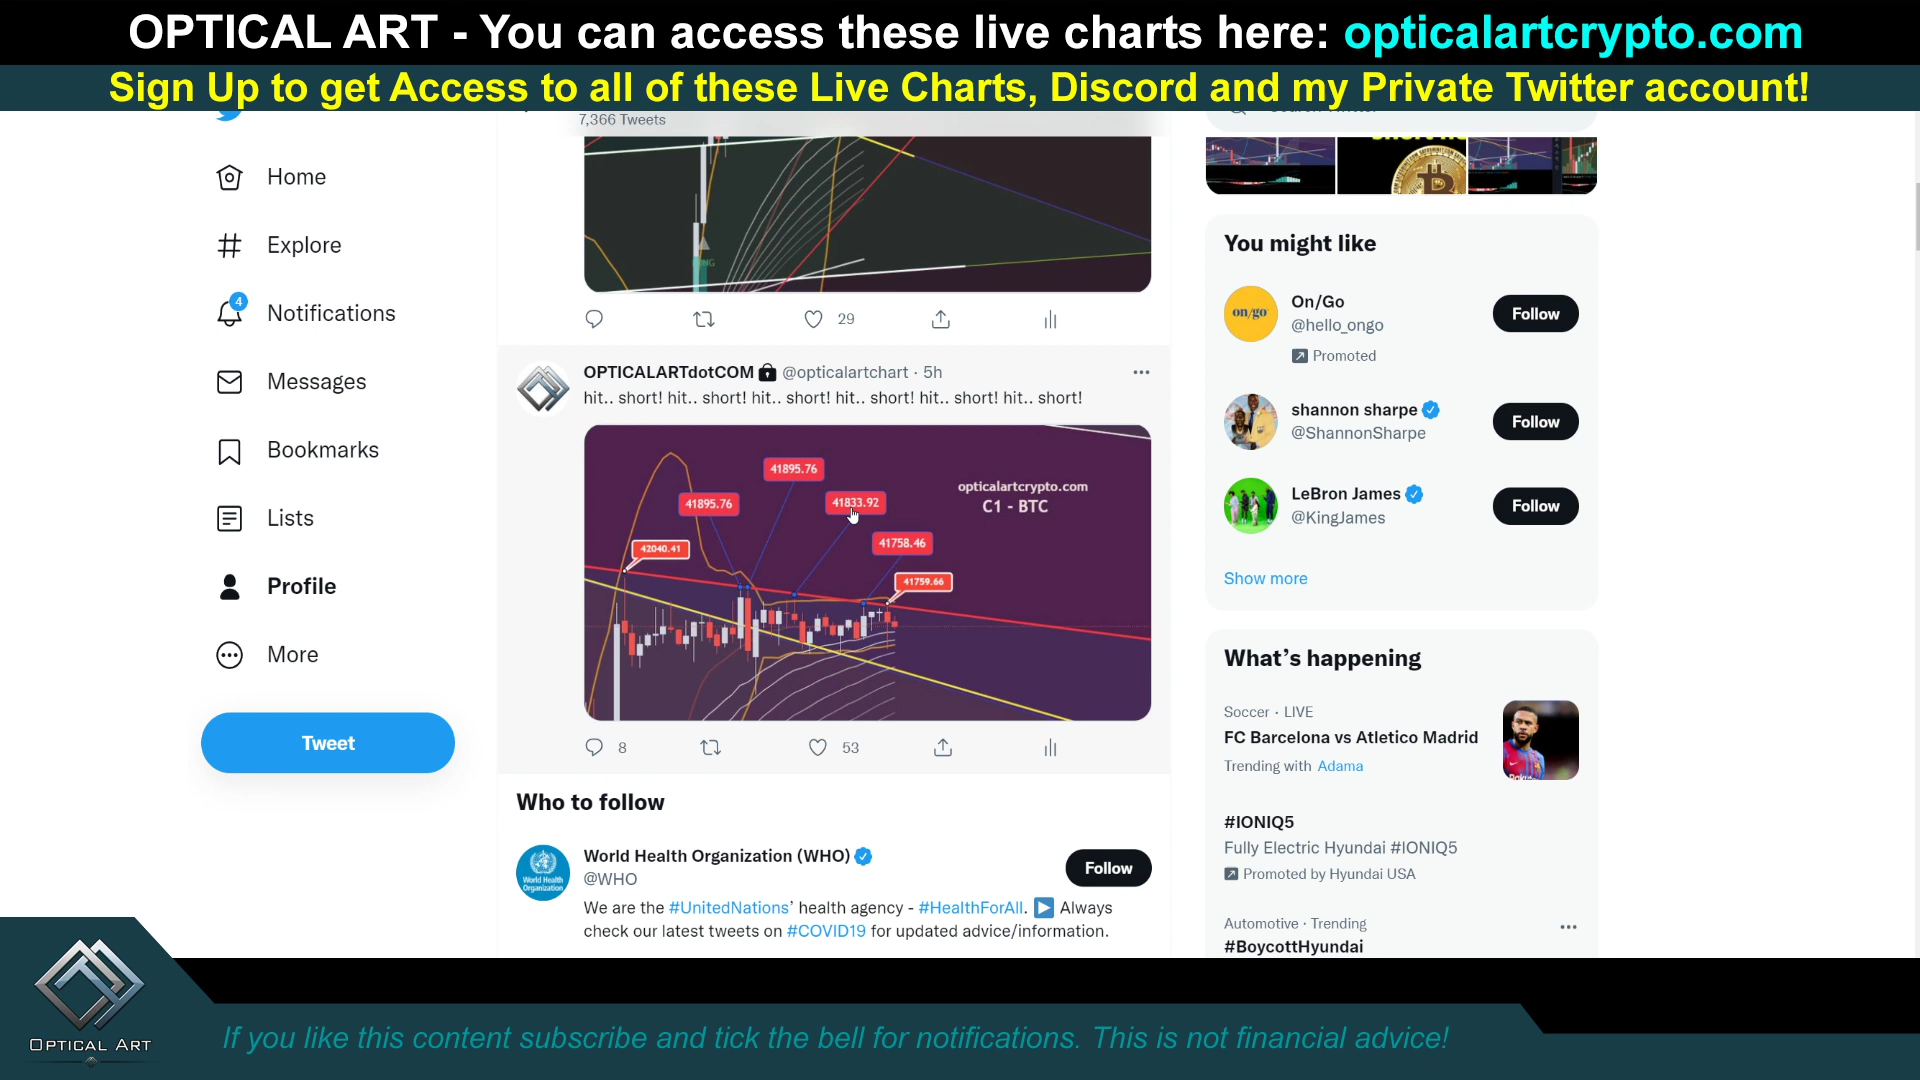 OPTICAL ART - You can access these live charts here: opticalartcrypto.com
Sign Up to get Access to all of these Live Charts, Discord and my Private Twitter account!
7,366 Tweets
Home
Explore
4
Notifications
Messages
Bookmarks
Lists
Profile
More
Tweet
29
OPTICALARTdotCOM @opticalartchart · 5h
hit.. short! hit.. short! hit.. short! hit.. short! hit.. short! hit.. short!
41895.76
41895.76
41833.92
opticalartcrypto.com
C1 - BTC
41758.46
42040.41
41759.66
8
53
Who to follow
World Health Organization (WHO)
@WHO
Follow
World Health
Organization
We are the #UnitedNations’ health agency - #HealthForAll. Always
check our latest tweets on #COVID19 for updated advice/information.
You might like
on/go
On/Go
@hello_ongo
Promoted
Follow
shannon sharpe
@ShannonSharpe
Follow
LeBron James
@KingJames
Follow
Show more
What’s happening
Soccer · LIVE
FC Barcelona vs Atletico Madrid
Trending with Adama
#IONIQ5
Fully Electric Hyundai #IONIQ5
Promoted by Hyundai USA
Automotive · Trending
#BoycottHyundai
OPTICAL ART
If you like this content subscribe and tick the bell for notifications. This is not financial advice!